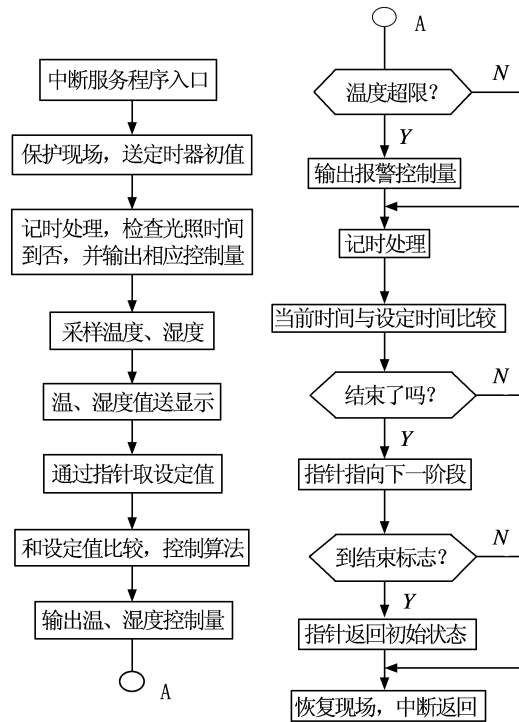 中断服务程序入口
保护现场，送定时器初值
记时处理，检查光照时间
到否，并输出相应控制量
采样温度、湿度
温、湿度值送显示
通过指针取设定值
和设定值比较，控制算法
输出温、湿度控制量
A
A
温度超限？
N
Y
输出报警控制量
记时处理
当前时间与设定时间比较
结束了吗？
N
Y
指针指向下一阶段
到结束标志？
N
Y
指针返回初始状态
恢复现场，中断返回